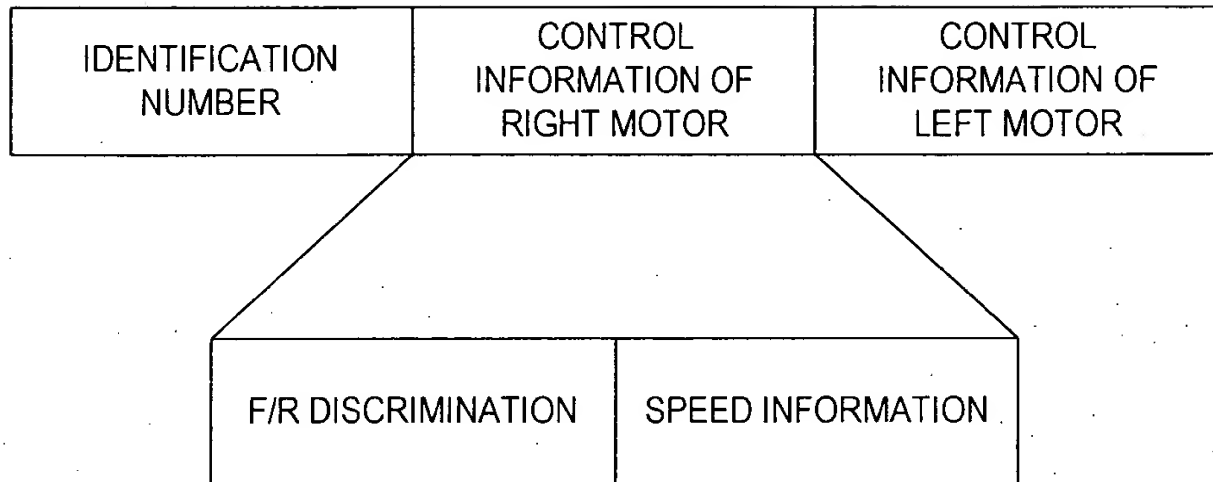 IDENTIFICATION
NUMBER
CONTROL
INFORMATION OF
RIGHT MOTOR
CONTROL
INFORMATION OF
LEFT MOTOR
F/R DISCRIMINATION
SPEED INFORMATION